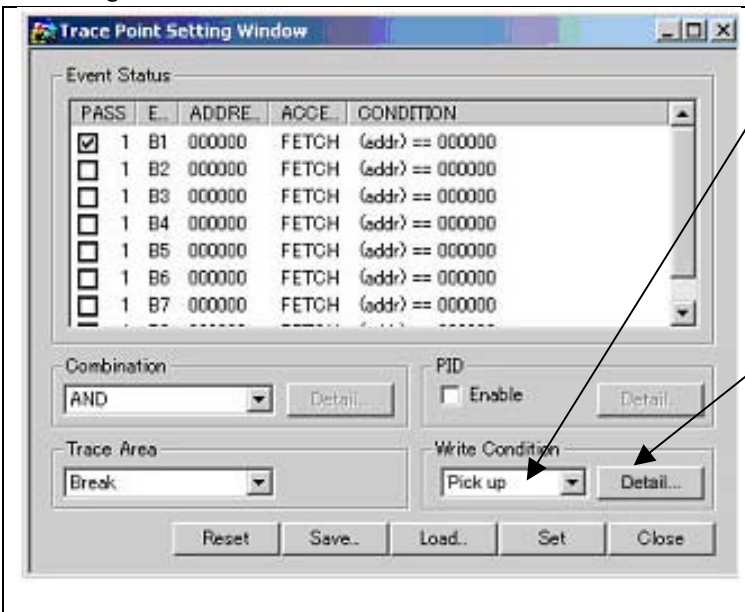 Trace Point Setting Window
Event Status
PASS E.. ADDRE.. ACCE.. CONDITION
1 B1 000000 FETCH (addr) == 000000
1 B2 000000 FETCH (addr) == 000000
1 B3 000000 FETCH (addr) == 000000
1 B4 000000 FETCH (addr) == 000000
1 B5 000000 FETCH (addr) == 000000
1 B6 000000 FETCH (addr) == 000000
1 B7 000000 FETCH (addr) == 000000
Combination
AND Detail...
PID
Enable Detail...
Trace Area
Break
Write Condition
Pick up Detail...
Reset Save.. Load.. Set Close